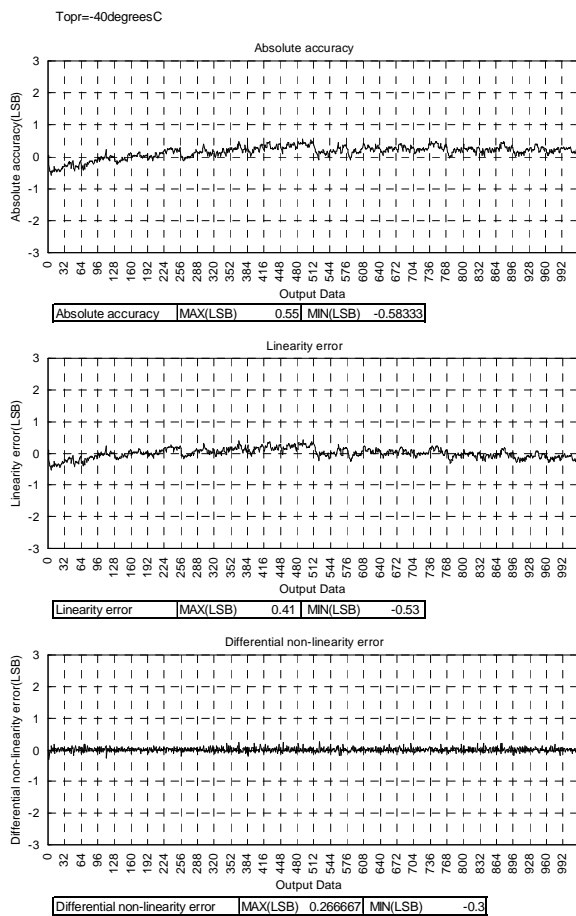 Topr=-40degreesC
Absolute accuracy
Absolute accuracy(LSB)
3
2
1
0
-1
-2
-3
0 32 64 96 128 160 192 224 256 288 320 352 384 416 448 480 512 544 576 608 640 672 704 736 768 800 832 864 896 928 960 992
Output Data
Absolute accuracy MAX(LSB) 0.55 MIN(LSB) -0.58333
Linearity error
Linearity error(LSB)
3
2
1
0
-1
-2
-3
0 32 64 96 128 160 192 224 256 288 320 352 384 416 448 480 512 544 576 608 640 672 704 736 768 800 832 864 896 928 960 992
Output Data
Linearity error MAX(LSB) 0.41 MIN(LSB) -0.53
Differential non-linearity error
Differential non-linearity error(LSB)
3
2
1
0
-1
-2
-3
0 32 64 96 128 160 192 224 256 288 320 352 384 416 448 480 512 544 576 608 640 672 704 736 768 800 832 864 896 928 960 992
Output Data
Differential non-linearity error MAX(LSB) 0.266667 MIN(LSB) -0.3